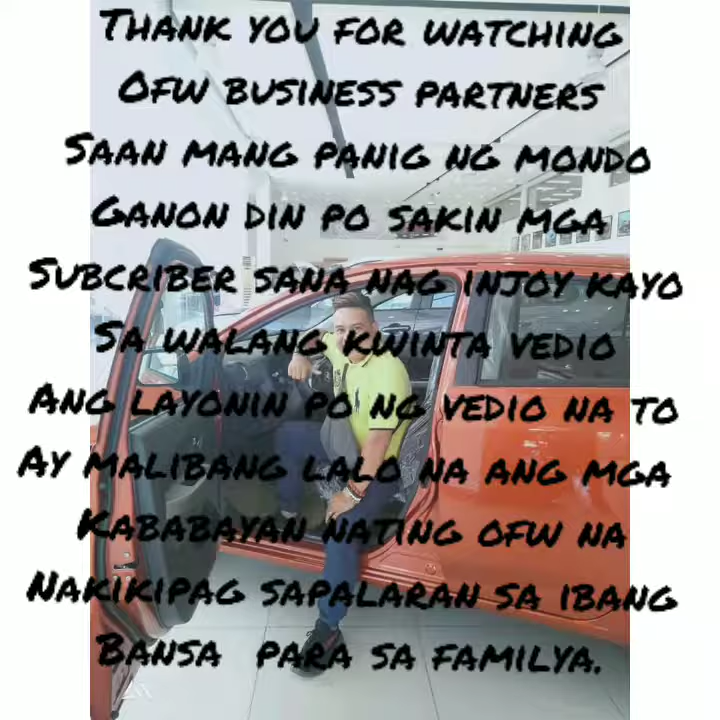 Thank you for watching
Ofw business partners
Saan mang panig ng mondo
Ganon din po sakin mga
Subcriber sana nag injoy kayo
Sa walang kwinta vedio
Ang layonin po ng vedio na to
Ay malibang lalo na ang mga
Kababayan nating ofw na
Nakikipag sapalaran sa ibang
Bansa para sa familya.